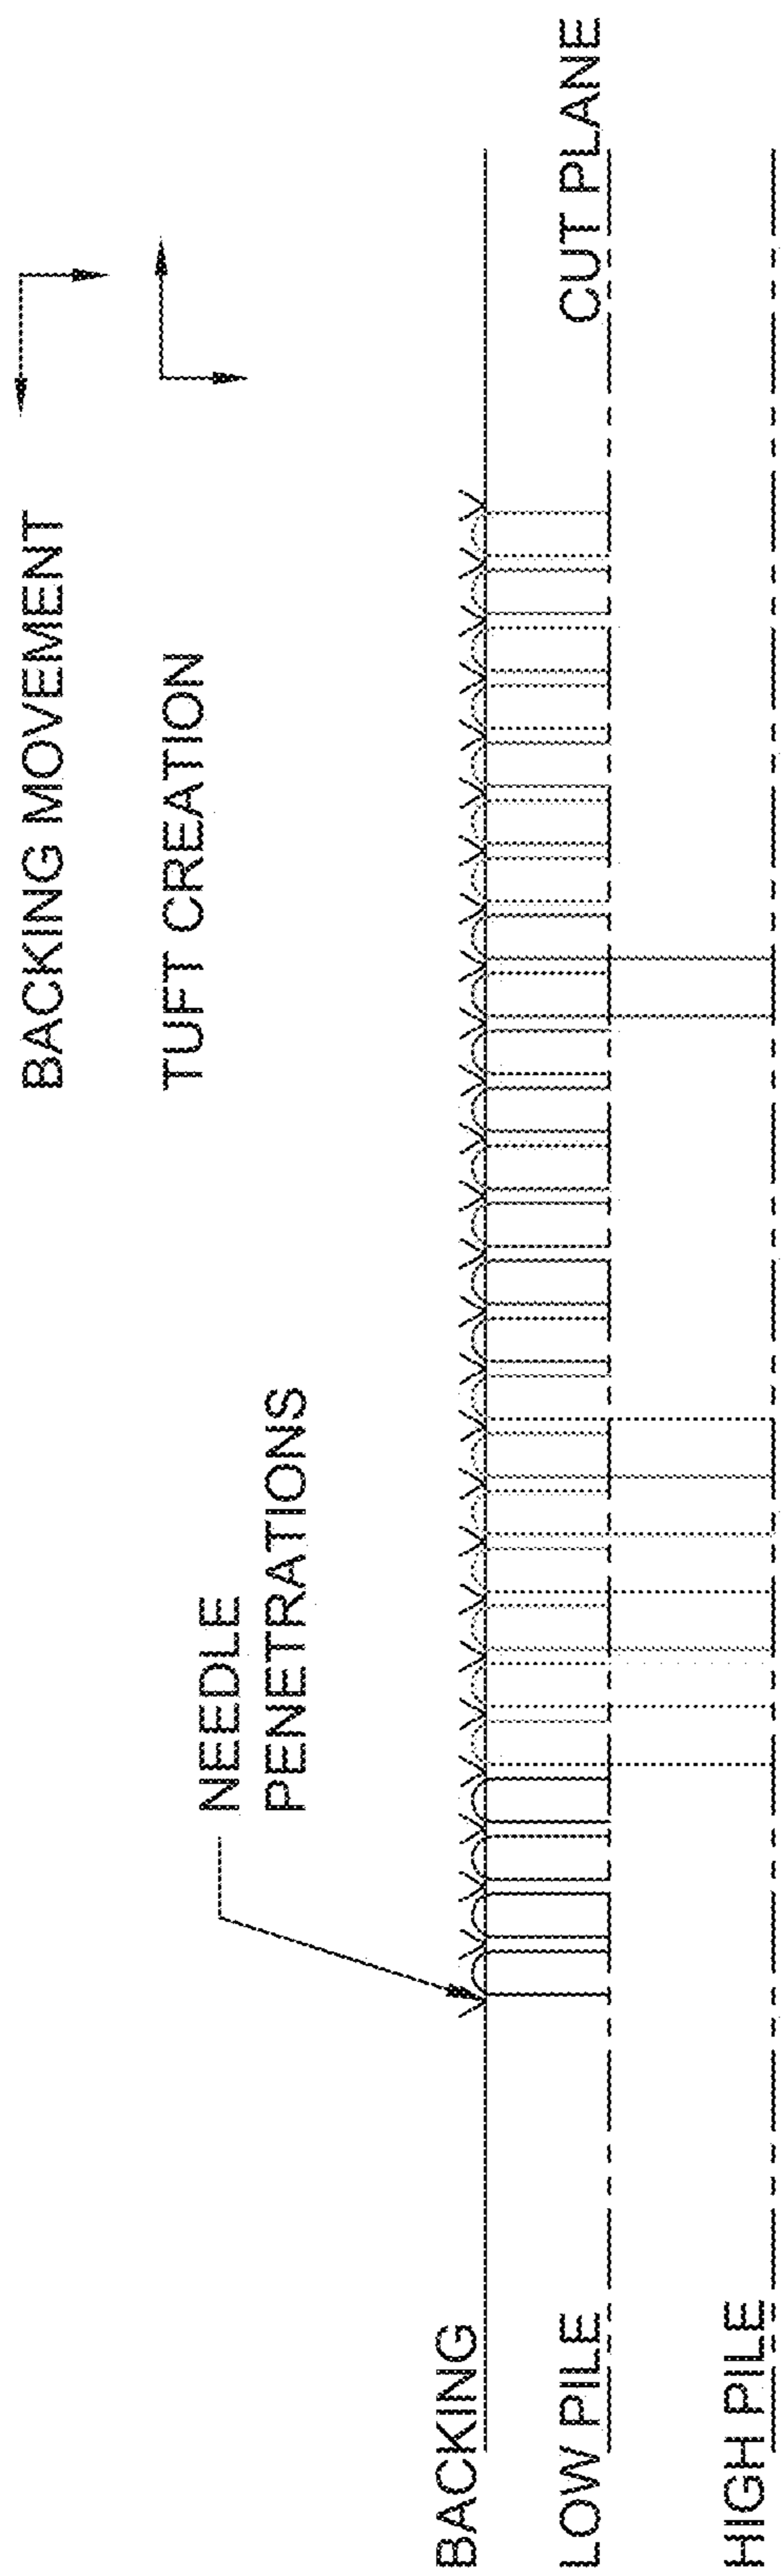 BACKING MOVEMENT
TUFT CREATION
NEEDLE
PENETRATIONS
BACKING
LOW PILE
CUT PLANE
HIGH PILE